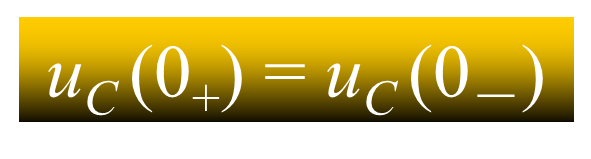 u_C(0_+) = u_C(0_−)